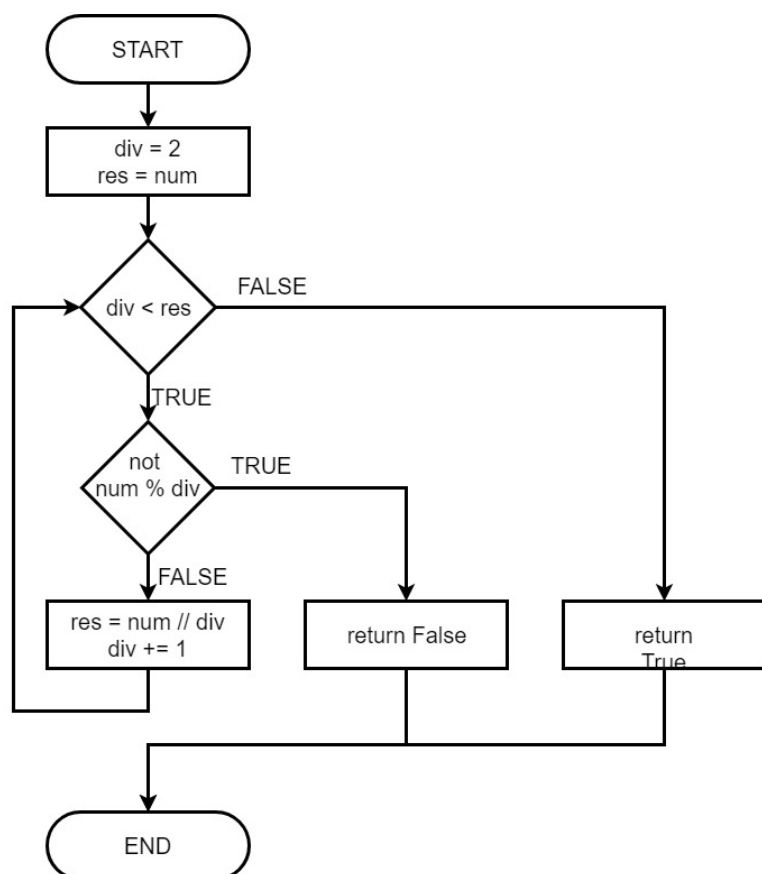 START
div = 2
res = num
div < res
FALSE
TRUE
not
num % div
TRUE
FALSE
res = num // div
div += 1
return False
return
True
END